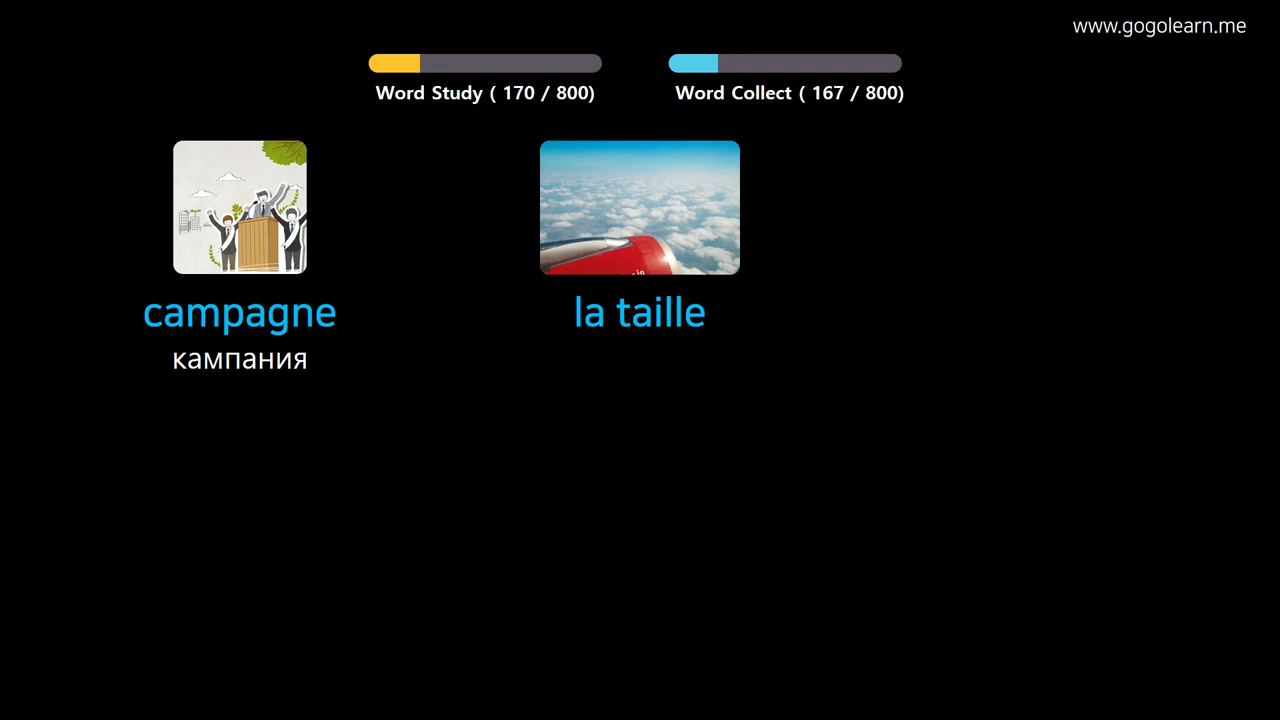 www.gogolearn.me
Word Study ( 170 / 800)
Word Collect ( 167 / 800)
campagne
кампания
la taille